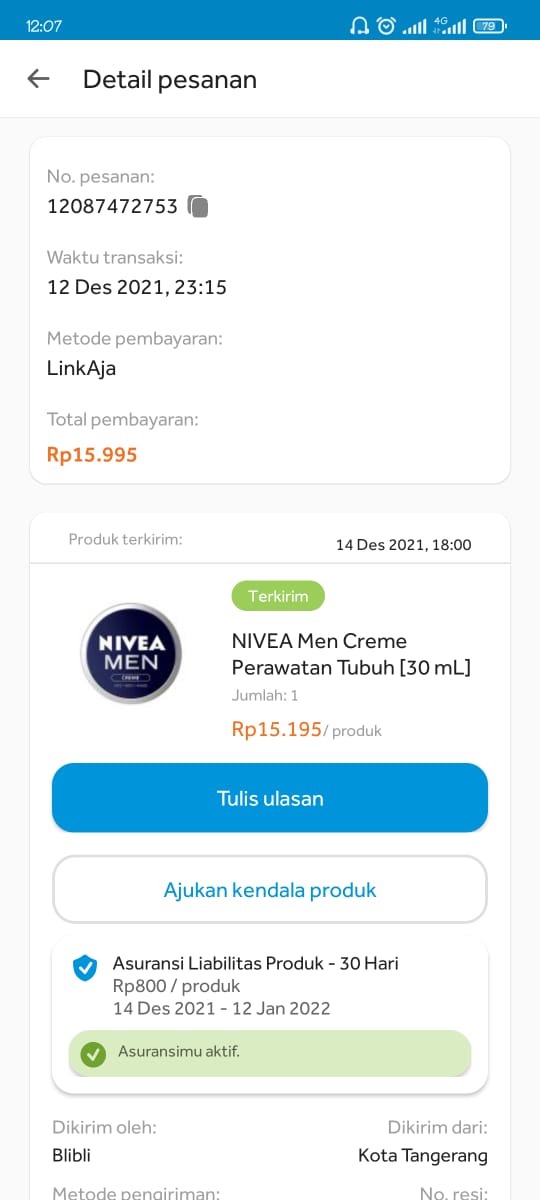 12:07
4G
79
Detail pesanan
No. pesanan:
12087472753
Waktu transaksi:
12 Des 2021, 23:15
Metode pembayaran:
LinkAja
Total pembayaran:
Rp15.995
Produk terkirim:
14 Des 2021, 18:00
Terkirim
NIVEA
MEN
CREME
NIVEA Men Creme
Perawatan Tubuh [30 mL]
Jumlah: 1
Rp15.195/ produk
Tulis ulasan
Ajukan kendala produk
Asuransi Liabilitas Produk - 30 Hari
Rp800 / produk
14 Des 2021 - 12 Jan 2022
Asuransimu aktif.
Dikirim oleh:
Dikirim dari:
Blibli
Kota Tangerang
Metode pengiriman:
No. resi: